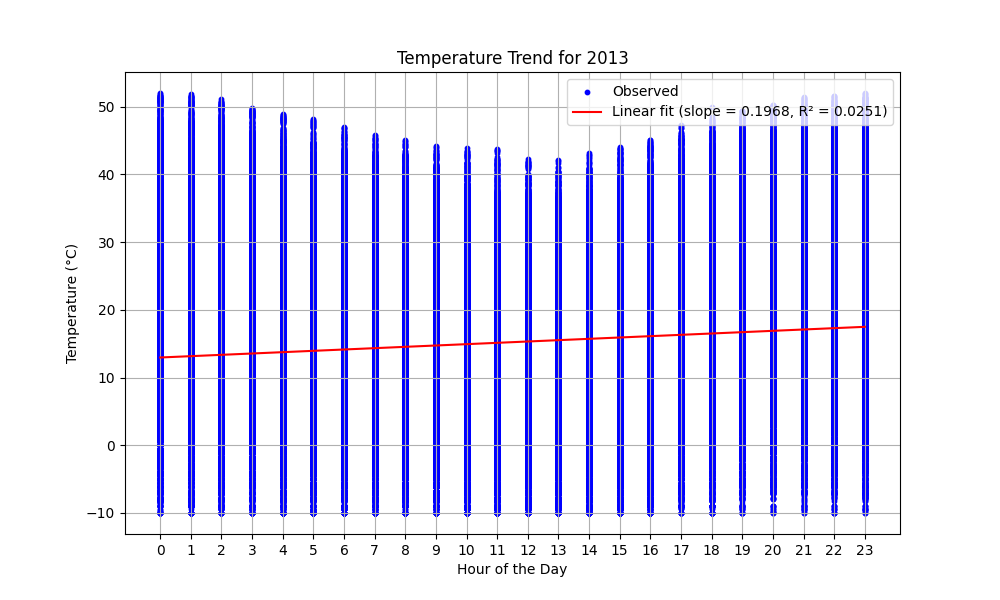 Temperature Trend for 2013
Observed
Linear fit (slope = 0.1968, R² = 0.0251)
50
40
30
20
10
0
−10
Temperature (°C)
0 1 2 3 4 5 6 7 8 9 10 11 12 13 14 15 16 17 18 19 20 21 22 23
Hour of the Day